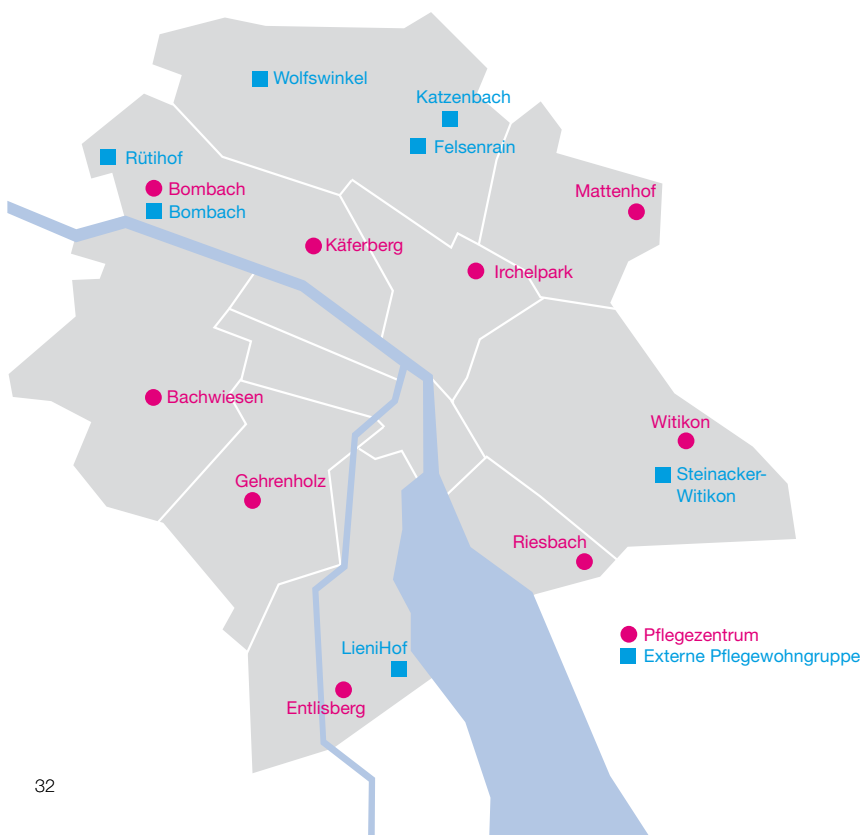 Wolfswinkel
Katzenbach
Felsenrain
Rütihof
Bombach
Bombach
Mattenhof
Käferberg
Irchelpark
Bachwiesen
Witikon
Steinacker-
Witikon
Gehrenholz
Riesbach
Pflegezentrum
Externe Pflegewohngruppe
LieniHof
Entlisberg
32